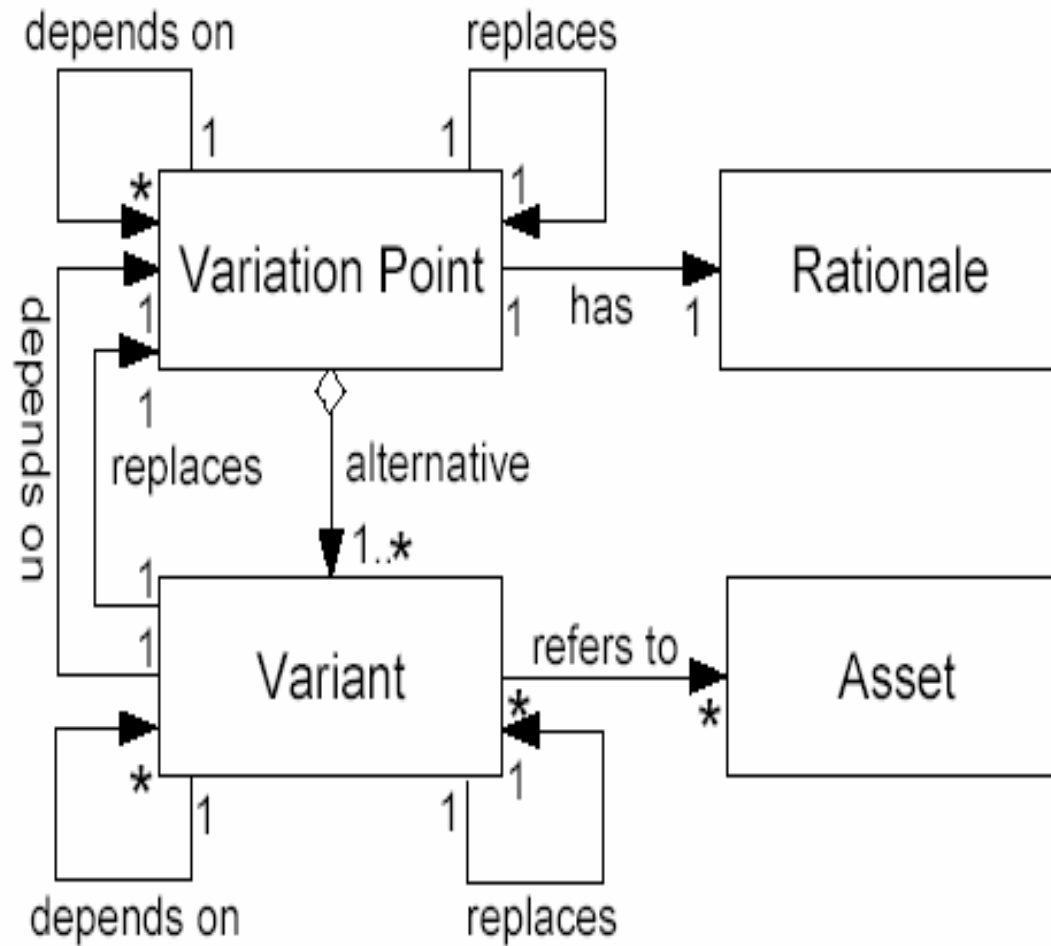 depends on
replaces
1
1
*
1
Variation Point
Rationale
1
1
has
1
depends on
1
replaces
alternative
1..*
1
1
refers to
Variant
Asset
*
*
*
1
1
1
depends on
replaces